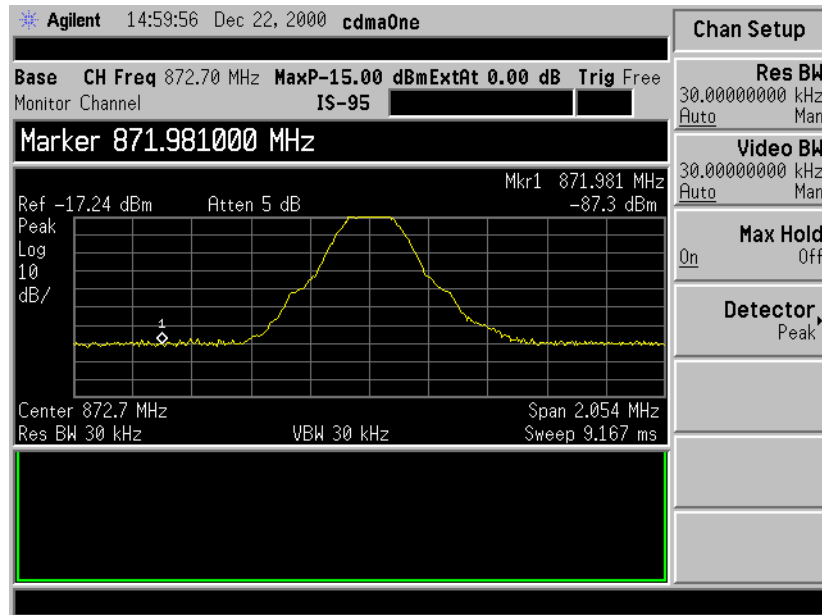 Agilent 14:59:56 Dec 22, 2000 cdmaOne
Base CH Freq 872.70 MHz MaxP-15.00 dBmExtAt 0.00 dB Trig Free
Monitor Channel IS-95
Marker 871.981000 MHz
Mkr1 871.981 MHz
Ref -17.24 dBm Atten 5 dB -87.3 dBm
Peak
Log
10
dB/
1
Center 872.7 MHz Span 2.054 MHz
Res BW 30 kHz VBW 30 kHz Sweep 9.167 ms
Chan Setup
Res BW
30.00000000 kHz
Auto Man
Video BW
30.00000000 kHz
Auto Man
Max Hold
On Off
Detector
Peak